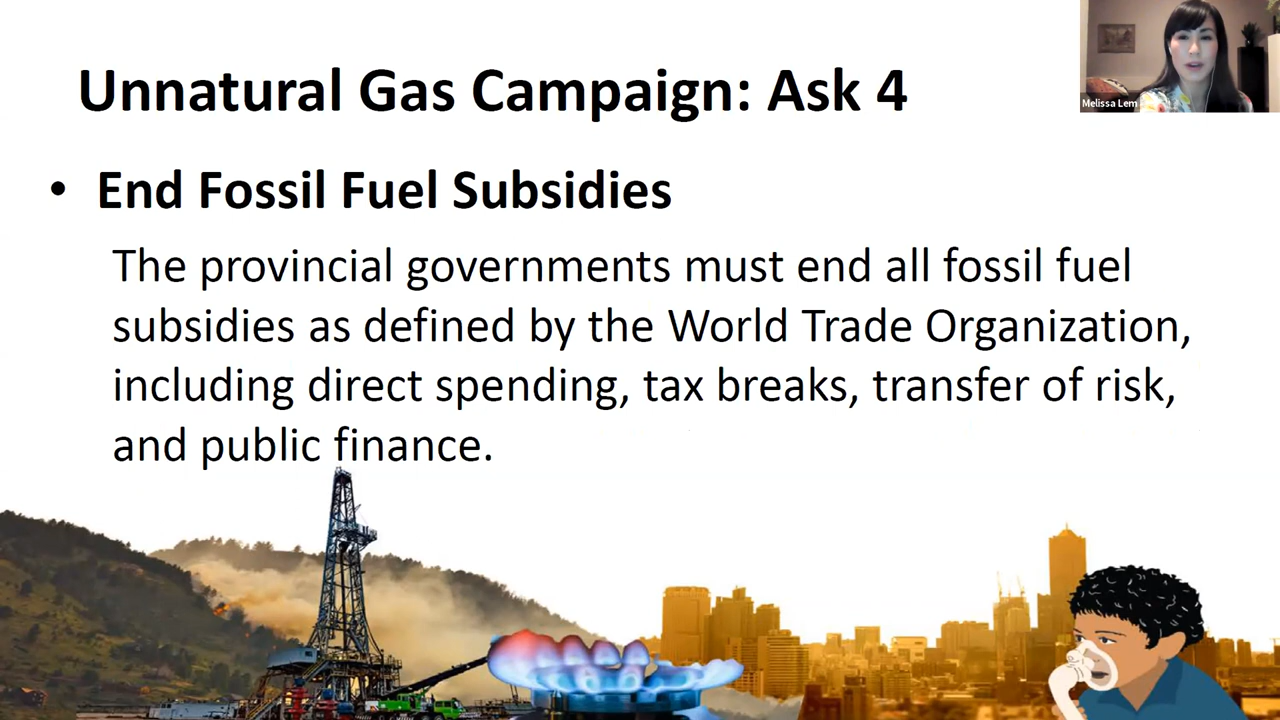 Unnatural Gas Campaign: Ask 4
Melissa Lem
• End Fossil Fuel Subsidies
The provincial governments must end all fossil fuel
subsidies as defined by the World Trade Organization,
including direct spending, tax breaks, transfer of risk,
and public finance.